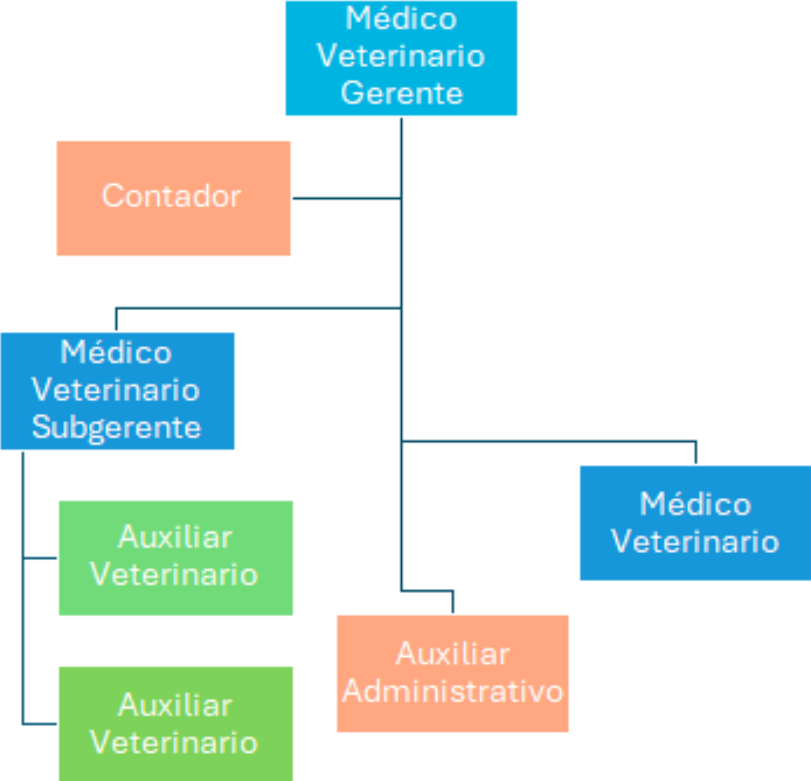 Médico
Veterinario
Gerente
Contador
Médico
Veterinario
Subgerente
Médico
Veterinario
Auxiliar
Veterinario
Auxiliar
Administrativo
Auxiliar
Veterinario